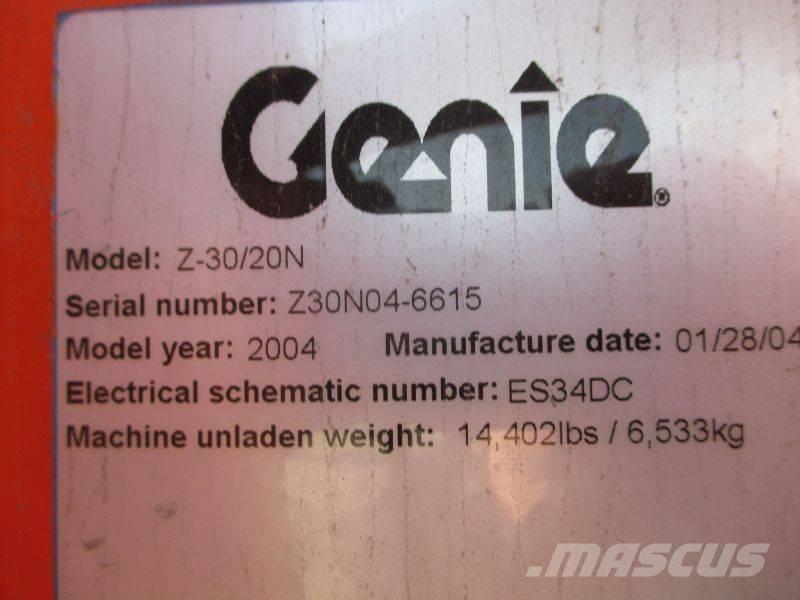 Genie®
Model: Z-30/20N
Serial number: Z30N04-6615
Model year: 2004 Manufacture date: 01/28/04
Electrical schematic number: ES34DC
Machine unladen weight: 14,402lbs / 6,533kg
MASCUS